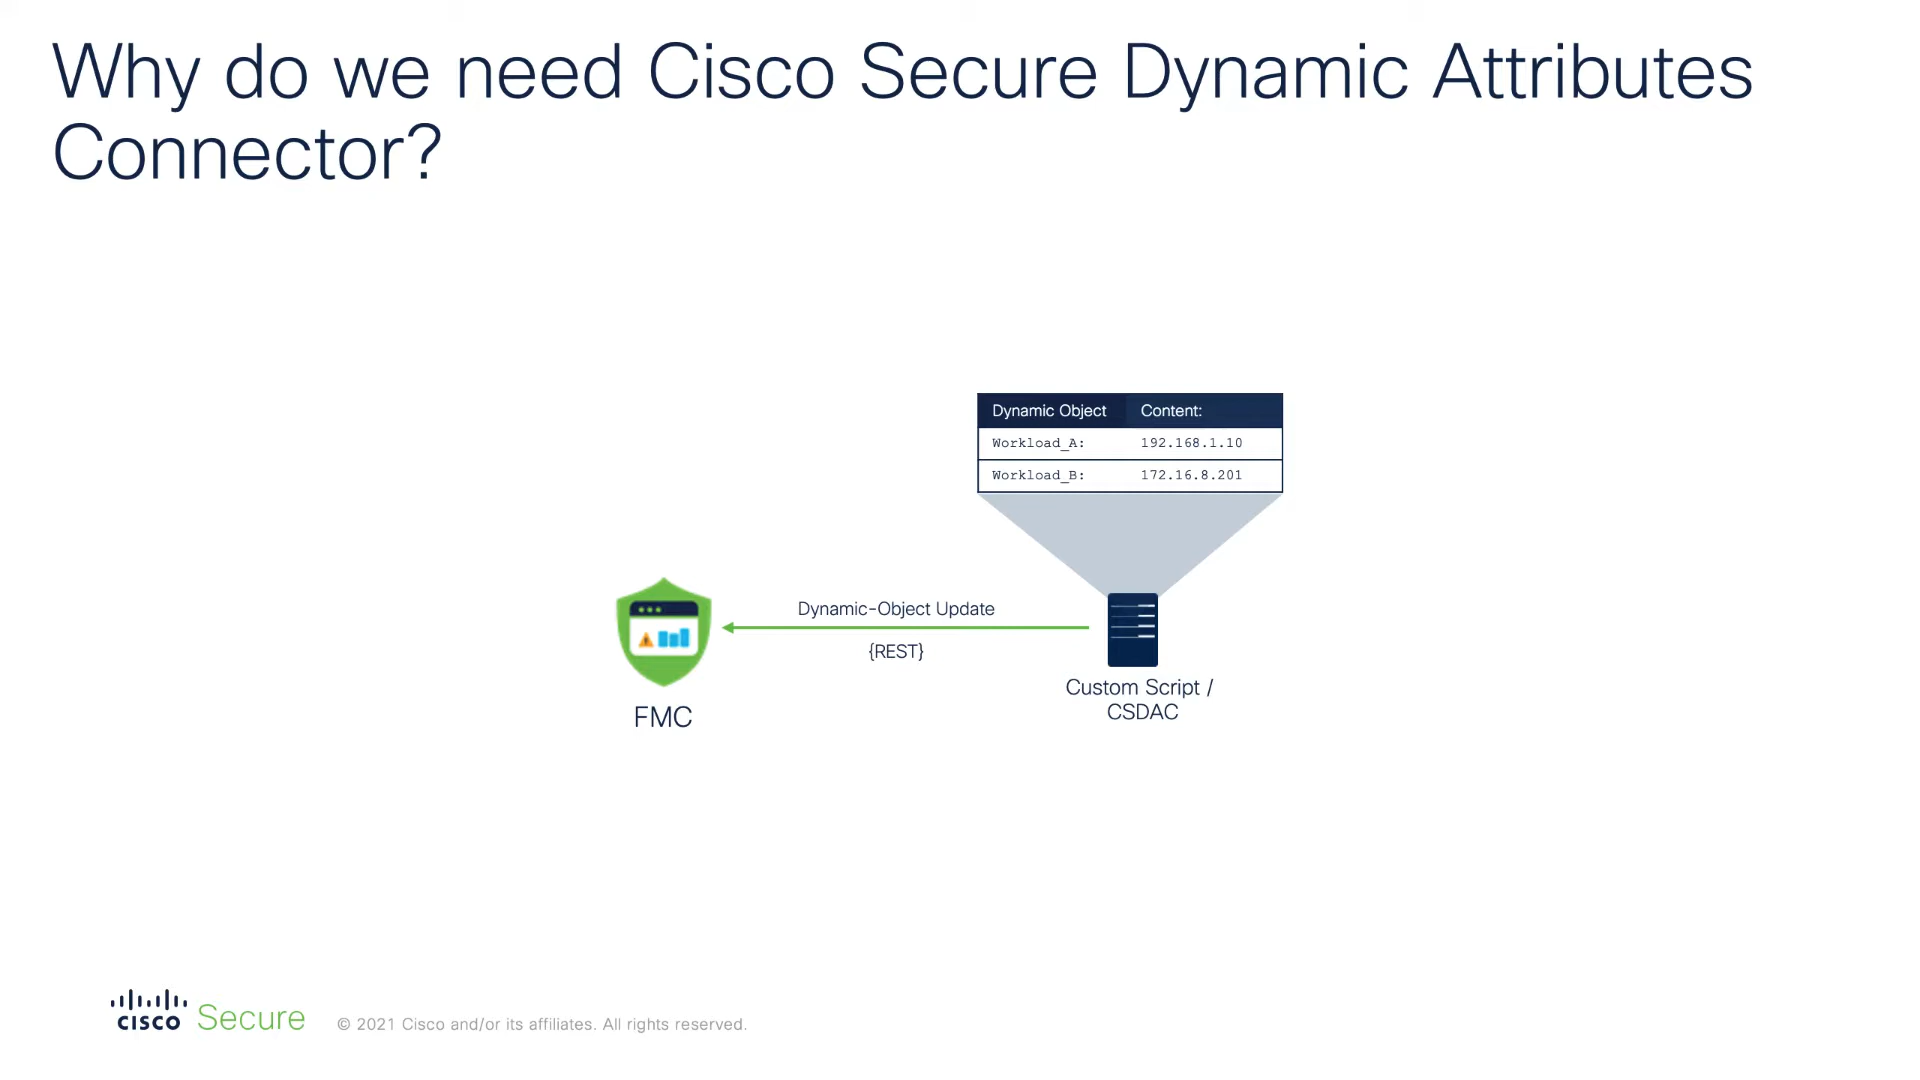 Why do we need Cisco Secure Dynamic Attributes
Connector?
Dynamic Object Content:
Workload_A: 192.168.1.10
Workload_B: 172.16.8.201
Dynamic-Object Update
{REST}
Custom Script /
CSDAC
FMC
cisco Secure © 2021 Cisco and/or its affiliates. All rights reserved.